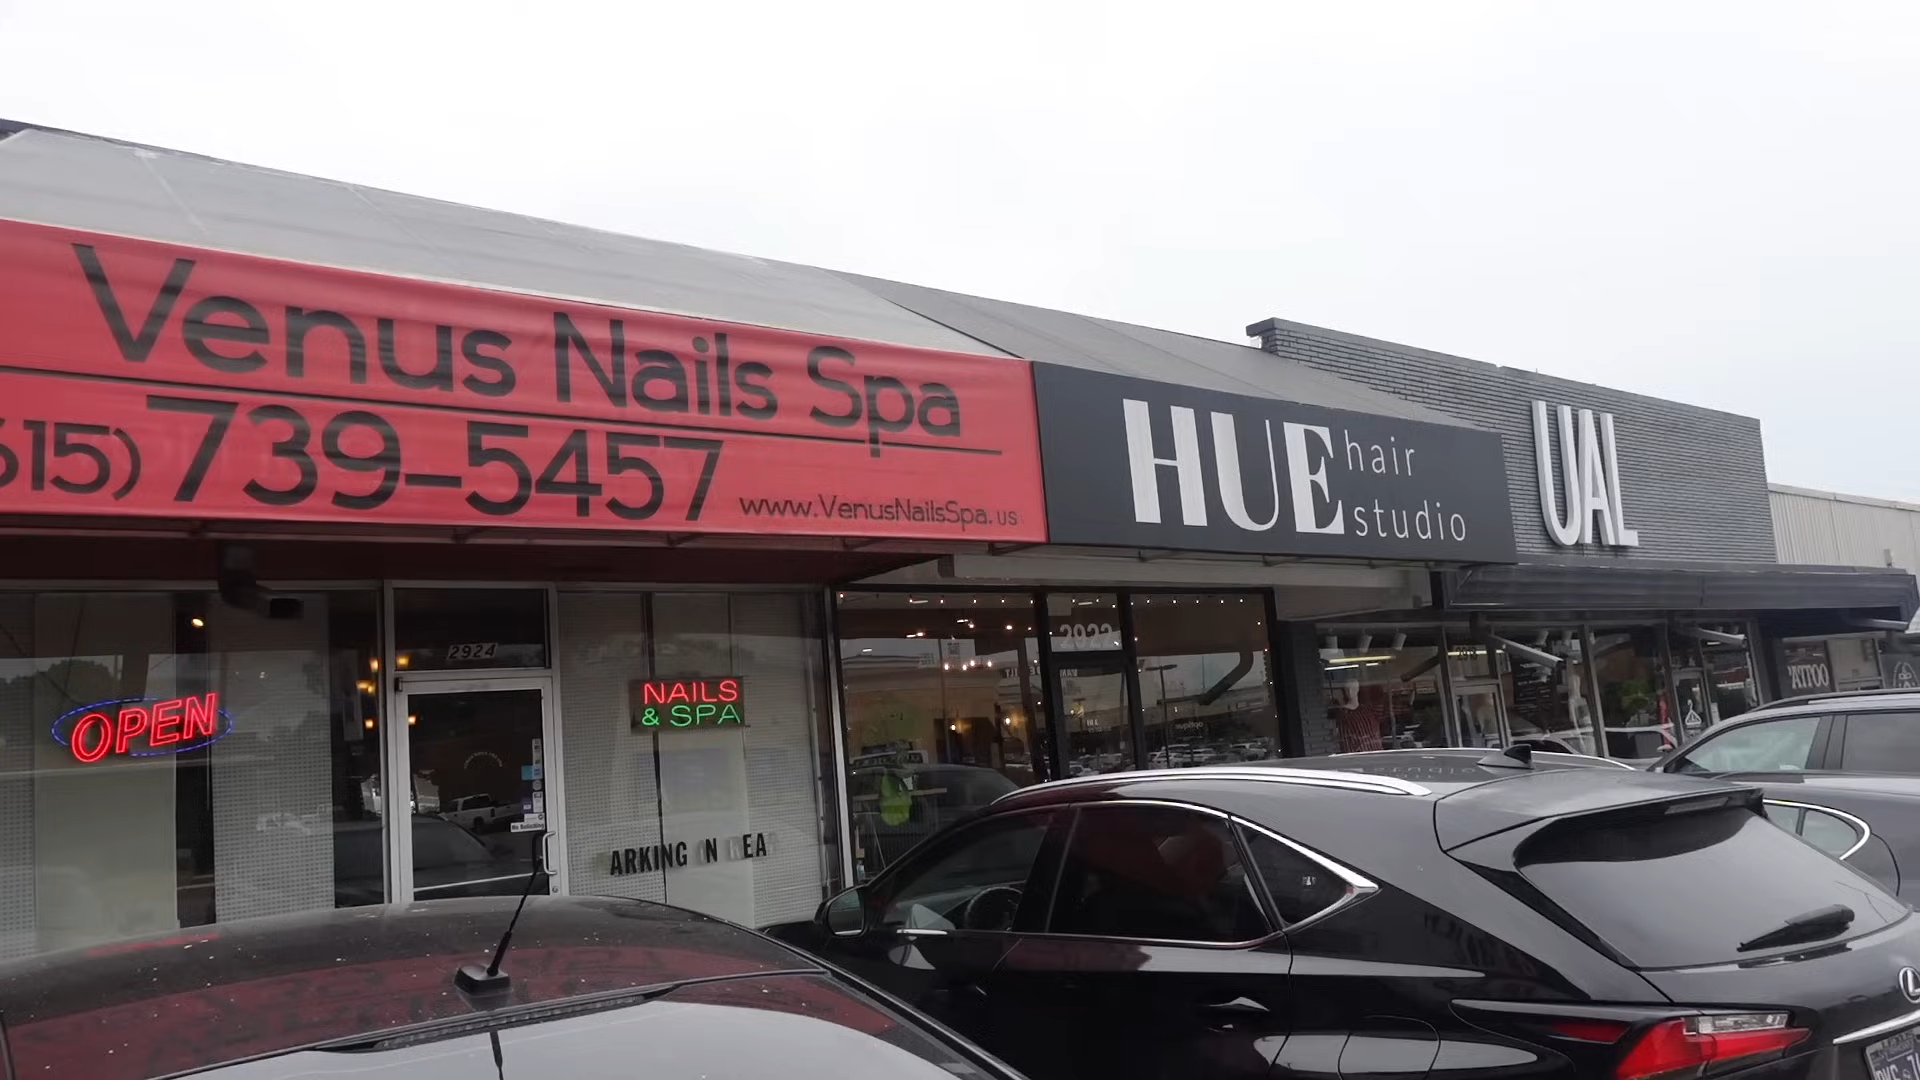 Venus Nails Spa
615) 739-5457
www.VenusNailsSpa.us
HUE hair
studio
UAL
2924
2922
OPEN
NAILS
& SPA
TATTOO
ARKING N EA